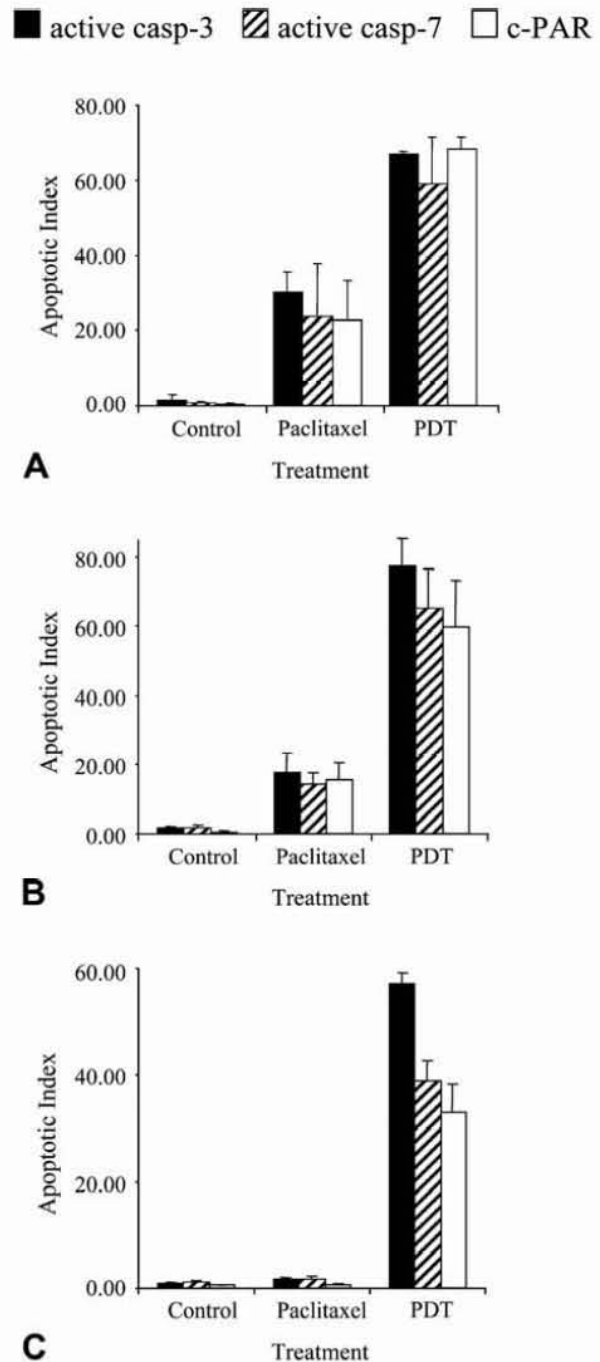 active casp-3 active casp-7 c-PAR
80.00
60.00
40.00
20.00
0.00
Apoptotic Index
Control Paclitaxel PDT
Treatment
A
80.00
60.00
40.00
20.00
0.00
Apoptotic Index
Control Paclitaxel PDT
Treatment
B
60.00
40.00
20.00
0.00
Apoptotic Index
Control Paclitaxel PDT
Treatment
C